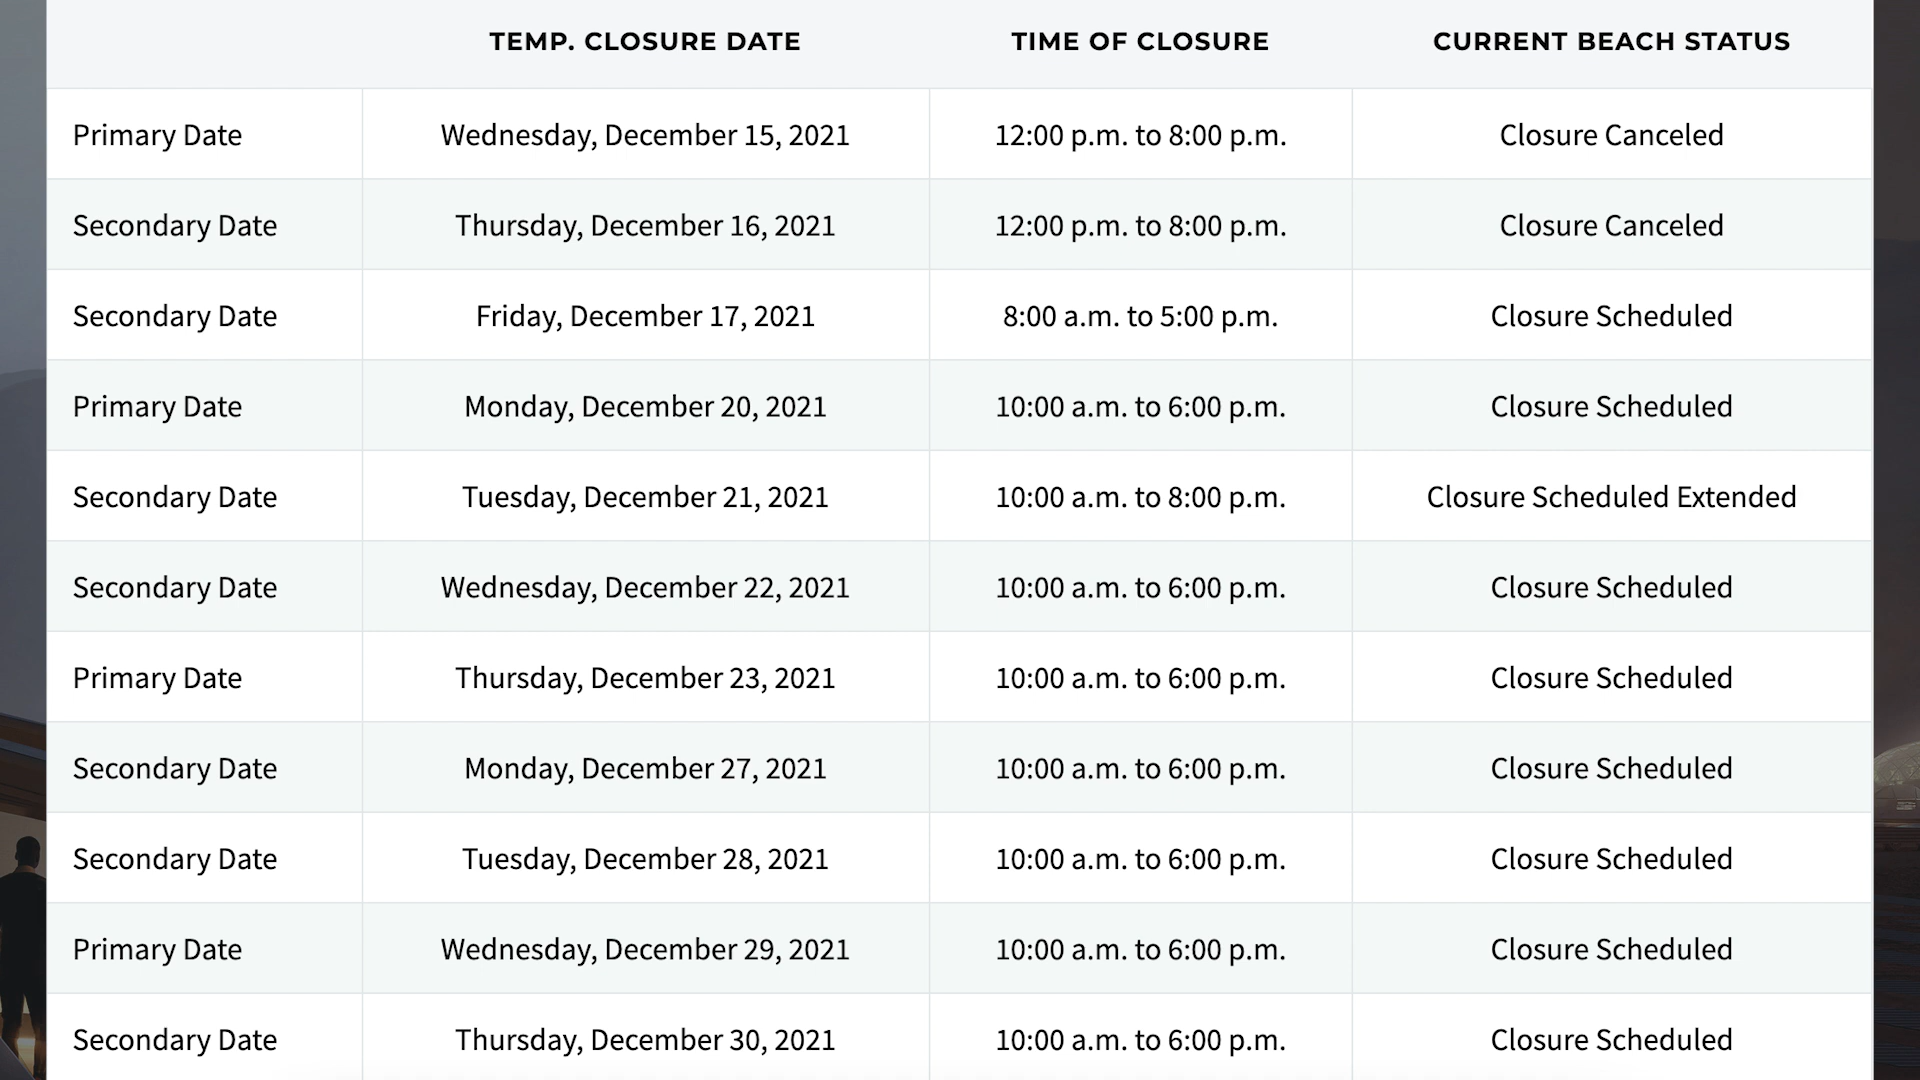 TEMP. CLOSURE DATE TIME OF CLOSURE CURRENT BEACH STATUS
Primary Date Wednesday, December 15, 2021 12:00 p.m. to 8:00 p.m. Closure Canceled
Secondary Date Thursday, December 16, 2021 12:00 p.m. to 8:00 p.m. Closure Canceled
Secondary Date Friday, December 17, 2021 8:00 a.m. to 5:00 p.m. Closure Scheduled
Primary Date Monday, December 20, 2021 10:00 a.m. to 6:00 p.m. Closure Scheduled
Secondary Date Tuesday, December 21, 2021 10:00 a.m. to 8:00 p.m. Closure Scheduled Extended
Secondary Date Wednesday, December 22, 2021 10:00 a.m. to 6:00 p.m. Closure Scheduled
Primary Date Thursday, December 23, 2021 10:00 a.m. to 6:00 p.m. Closure Scheduled
Secondary Date Monday, December 27, 2021 10:00 a.m. to 6:00 p.m. Closure Scheduled
Secondary Date Tuesday, December 28, 2021 10:00 a.m. to 6:00 p.m. Closure Scheduled
Primary Date Wednesday, December 29, 2021 10:00 a.m. to 6:00 p.m. Closure Scheduled
Secondary Date Thursday, December 30, 2021 10:00 a.m. to 6:00 p.m. Closure Scheduled